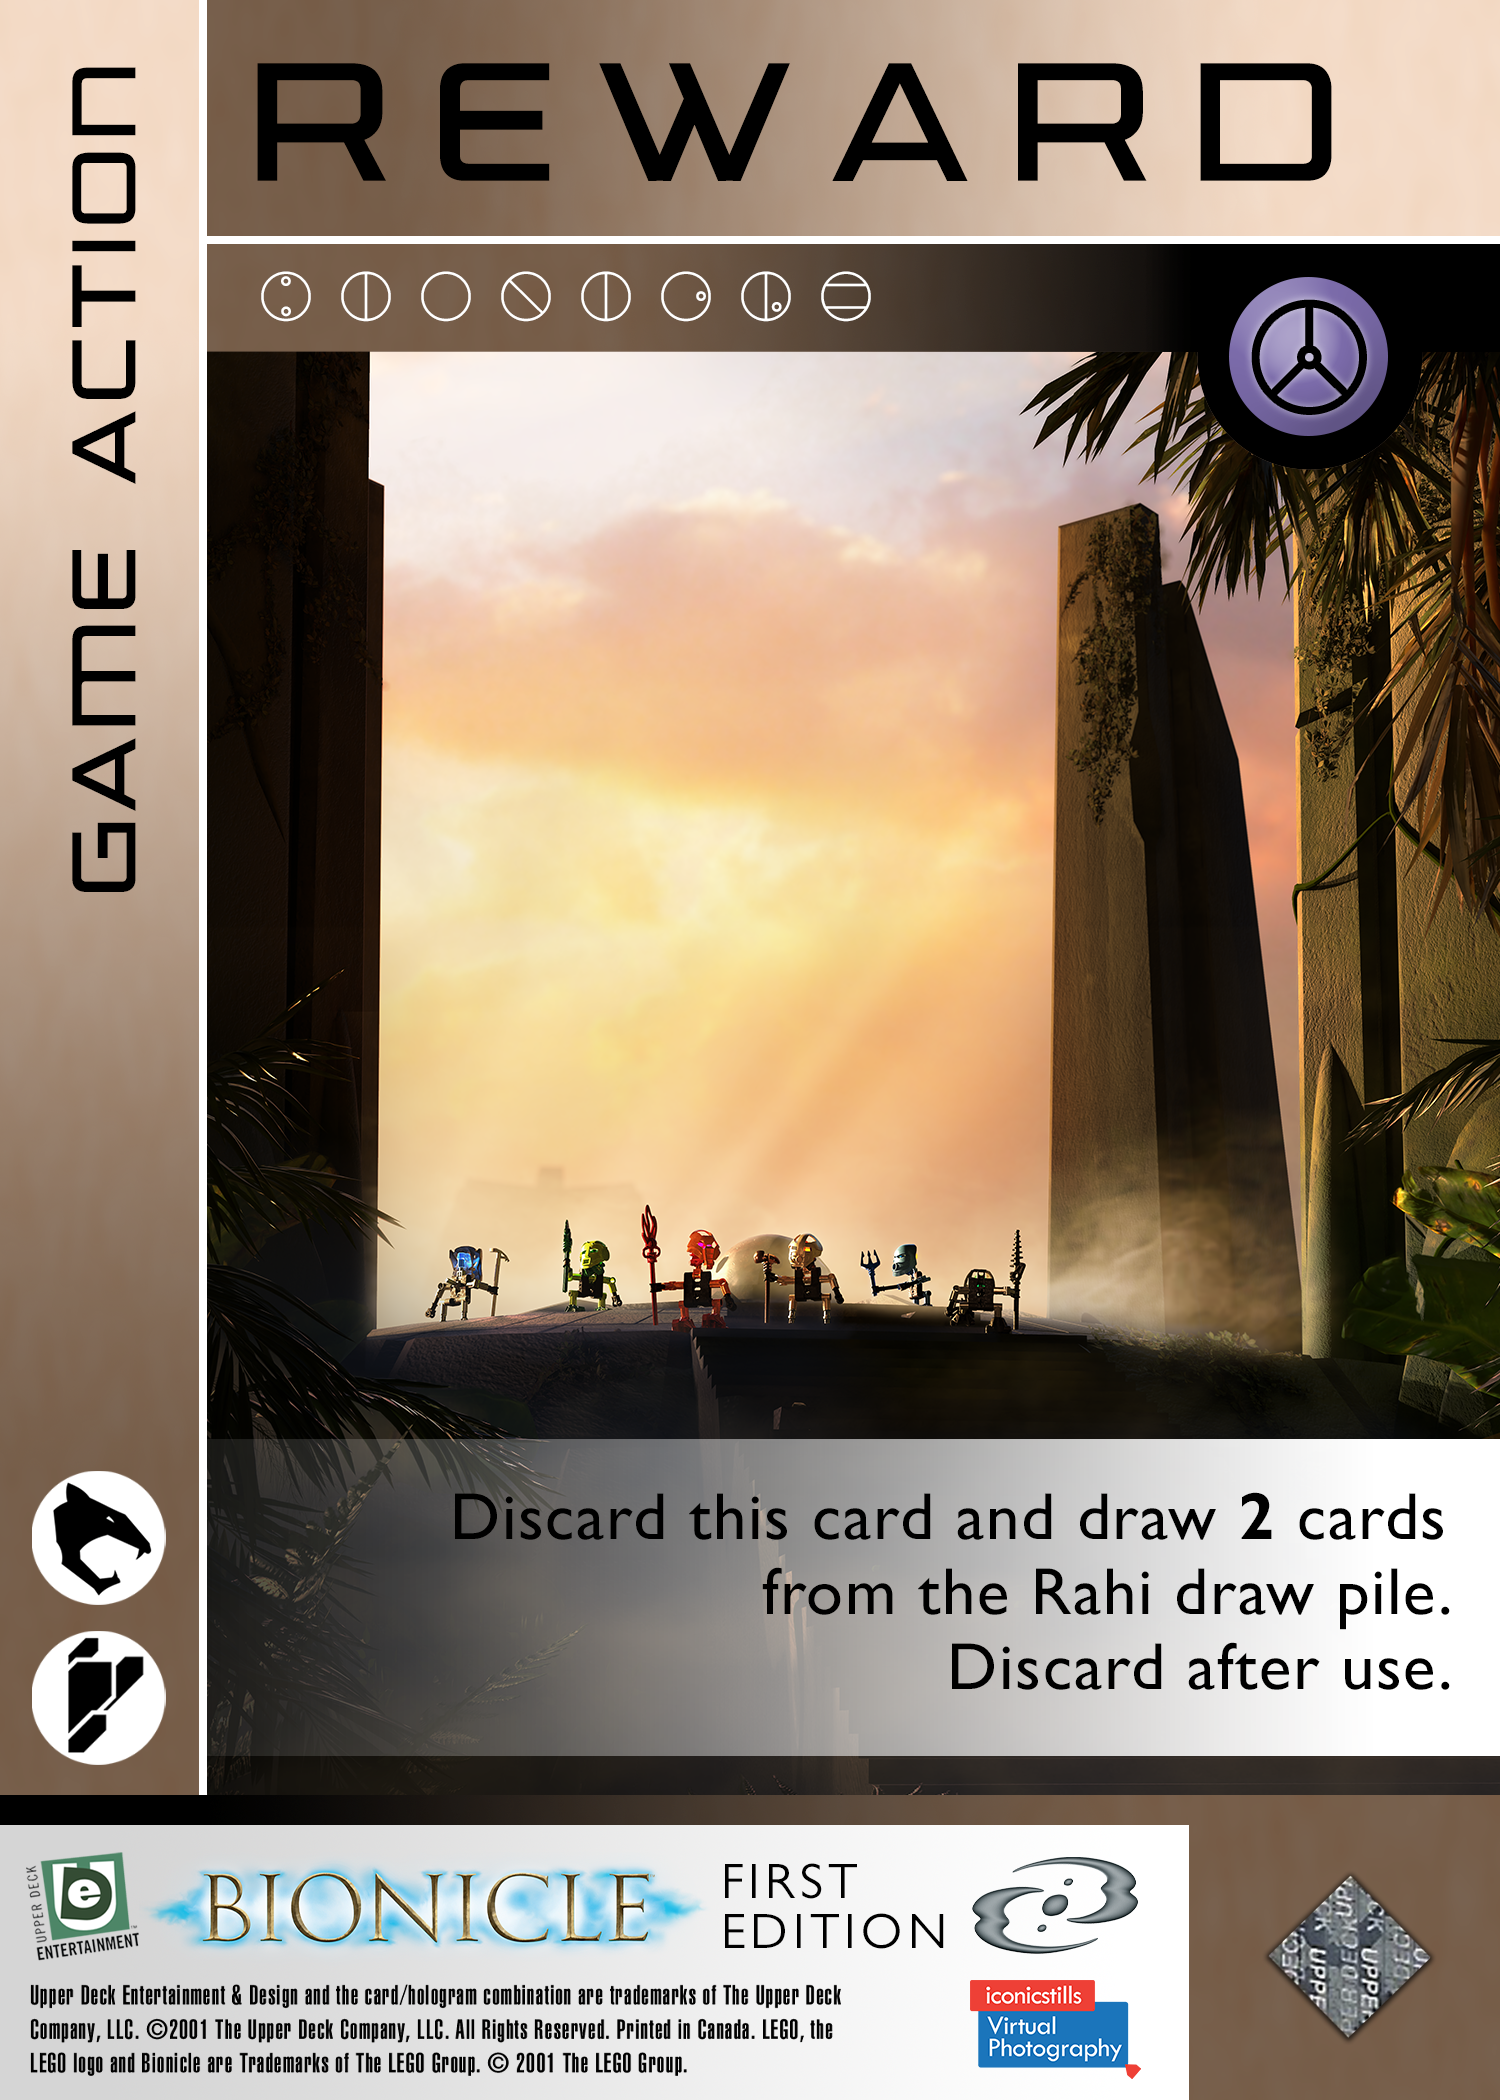 REWARD
GAME ACTION
Discard this card and draw 2 cards
from the Rahi draw pile.
Discard after use.
UPPER DECK
e
ENTERTAINMENT
BIONICLE
FIRST
EDITION
Upper Deck Entertainment & Design and the card/hologram combination are trademarks of The Upper Deck
Company, LLC. ©2001 The Upper Deck Company, LLC. All Rights Reserved. Printed in Canada. LEGO, the
LEGO logo and Bionicle are Trademarks of The LEGO Group. © 2001 The LEGO Group.
iconicstills
Virtual
Photography